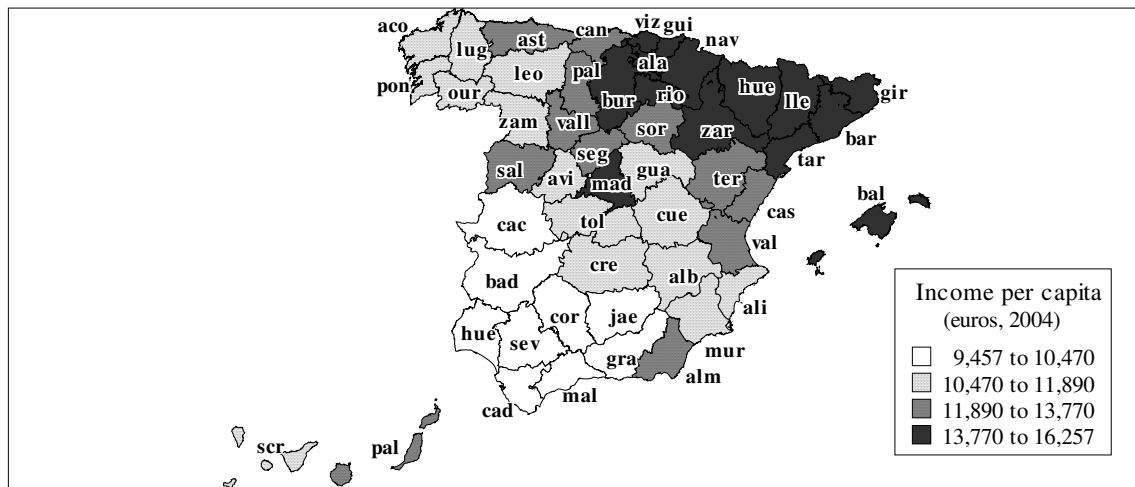 aco
lug
ast
can
viz
gui
nav
leo
pal
ala
pon
our
bur
rio
hue
lle
gir
zam
vall
sor
zar
bar
seg
sal
avi
mad
gua
ter
tar
bal
cac
tol
cue
cas
val
bad
cre
alb
ali
hue
cor
jae
sev
gra
mur
alm
cad
mal
scr
pal
Income per capita
(euros, 2004)
9,457 to 10,470
10,470 to 11,890
11,890 to 13,770
13,770 to 16,257